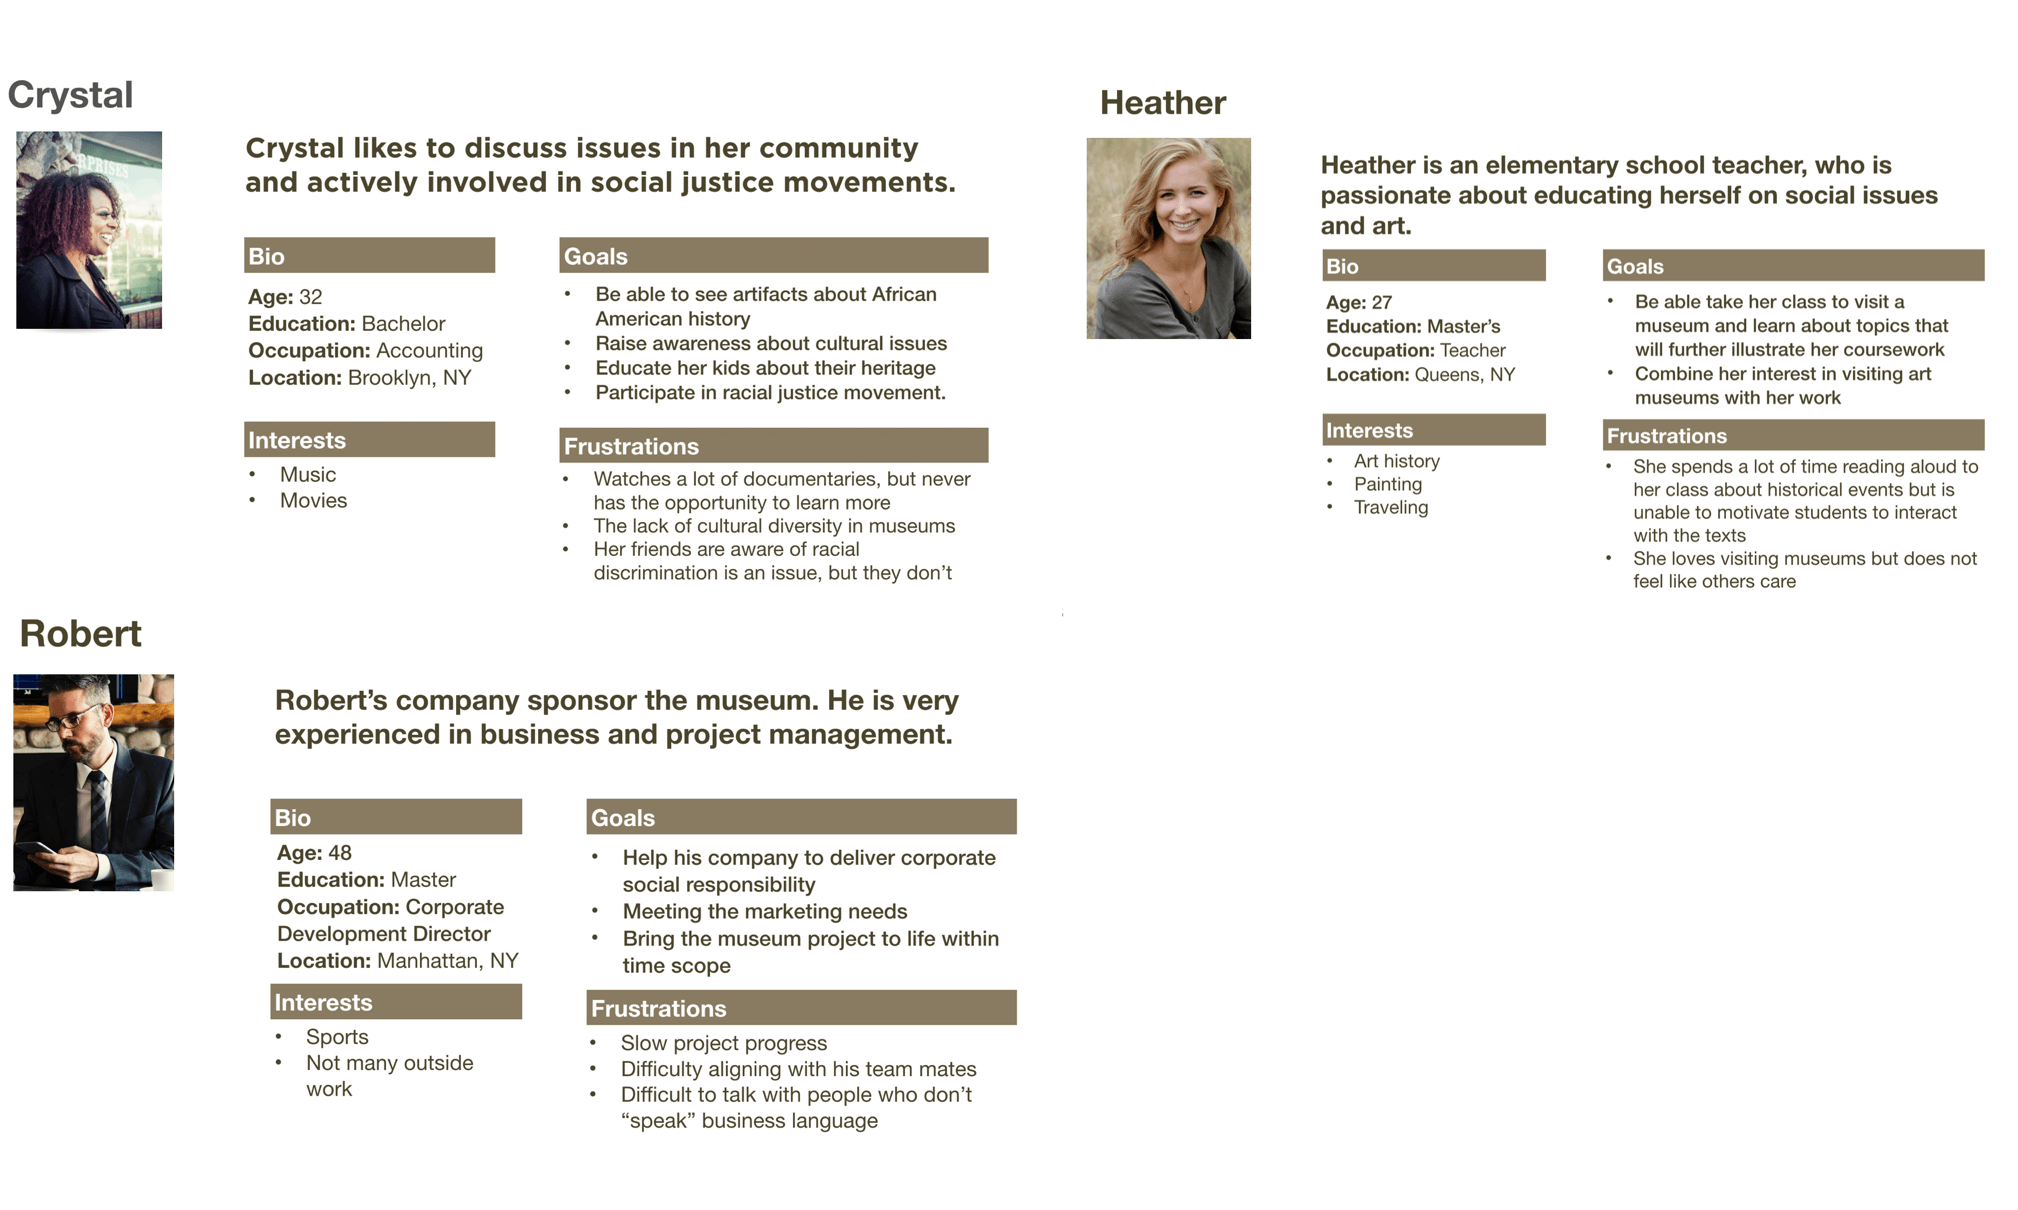 Crystal
RPRISES
Crystal likes to discuss issues in her community
and actively involved in social justice movements.
Bio
Age: 32
Education: Bachelor
Occupation: Accounting
Location: Brooklyn, NY
Interests
• Music
• Movies
Goals
• Be able to see artifacts about African
American history
• Raise awareness about cultural issues
• Educate her kids about their heritage
• Participate in racial justice movement.
Frustrations
• Watches a lot of documentaries, but never
has the opportunity to learn more
• The lack of cultural diversity in museums
• Her friends are aware of racial
discrimination is an issue, but they don’t
Heather
Heather is an elementary school teacher, who is
passionate about educating herself on social issues
and art.
Bio
Age: 27
Education: Master’s
Occupation: Teacher
Location: Queens, NY
Interests
• Art history
• Painting
• Traveling
Goals
• Be able take her class to visit a
museum and learn about topics that
will further illustrate her coursework
• Combine her interest in visiting art
museums with her work
Frustrations
• She spends a lot of time reading aloud to
her class about historical events but is
unable to motivate students to interact
with the texts
• She loves visiting museums but does not
feel like others care
Robert
Robert’s company sponsor the museum. He is very
experienced in business and project management.
Bio
Age: 48
Education: Master
Occupation: Corporate
Development Director
Location: Manhattan, NY
Interests
• Sports
• Not many outside
work
Goals
• Help his company to deliver corporate
social responsibility
• Meeting the marketing needs
• Bring the museum project to life within
time scope
Frustrations
• Slow project progress
• Difficulty aligning with his team mates
• Difficult to talk with people who don’t
“speak” business language